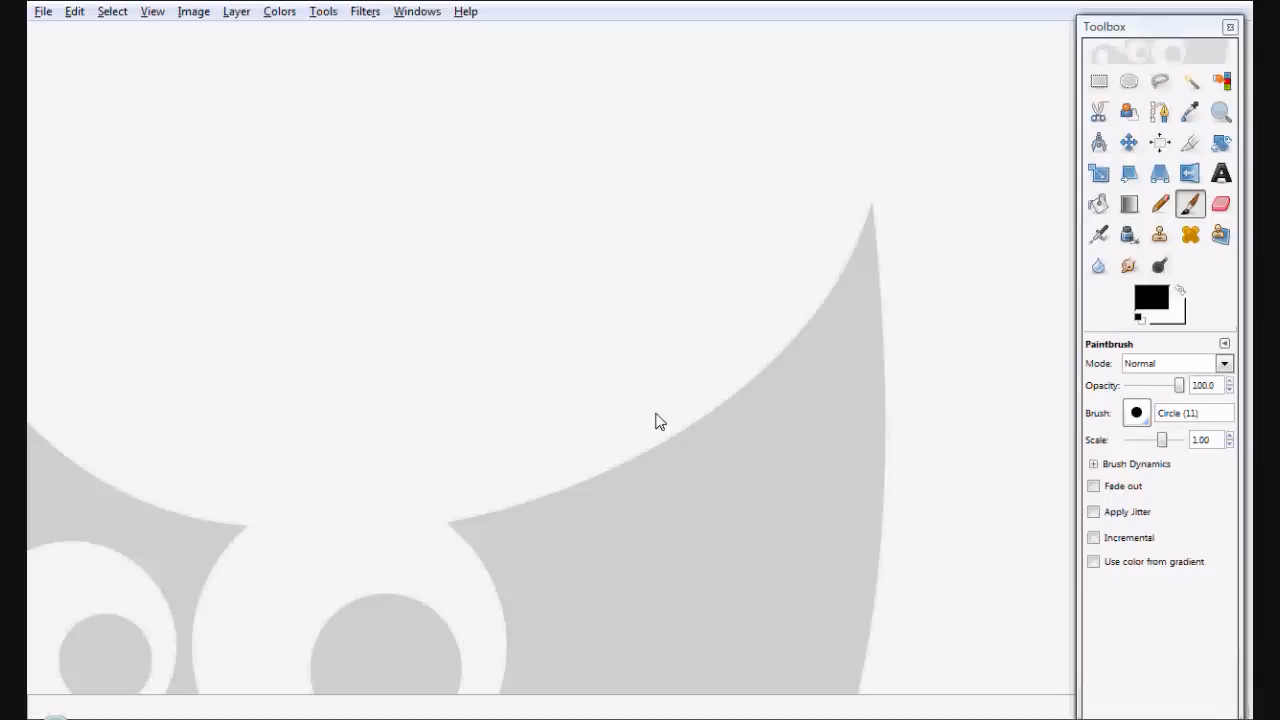 File Edit Select View Image Layer Colors Tools Filters Windows Help
Toolbox
Paintbrush
Mode: Normal
Opacity: 100.0
Brush: Circle (11)
Scale: 1.00
Brush Dynamics
Fade out
Apply Jitter
Incremental
Use color from gradient